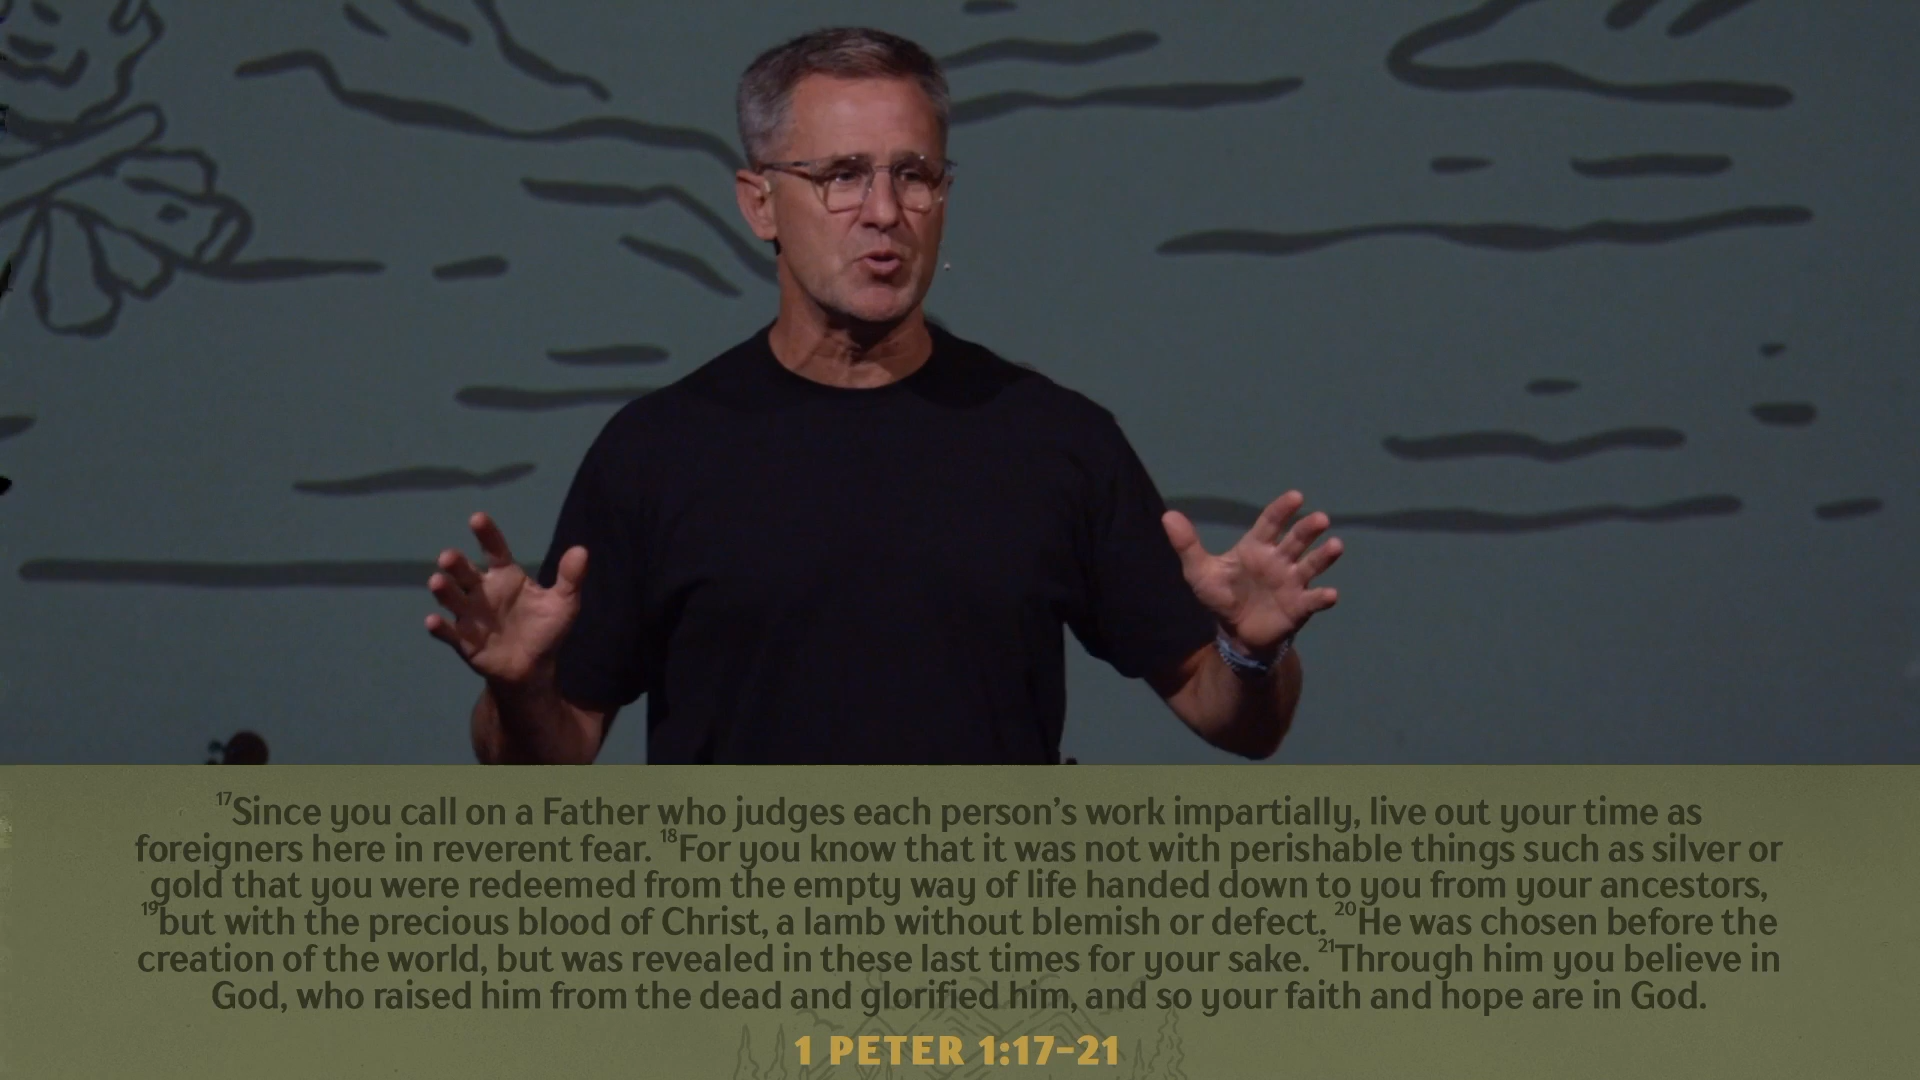 17Since you call on a Father who judges each person’s work impartially, live out your time as
foreigners here in reverent fear. 18For you know that it was not with perishable things such as silver or
gold that you were redeemed from the empty way of life handed down to you from your ancestors,
19but with the precious blood of Christ, a lamb without blemish or defect. 20He was chosen before the
creation of the world, but was revealed in these last times for your sake. 21Through him you believe in
God, who raised him from the dead and glorified him, and so your faith and hope are in God.
1 PETER 1:17-21